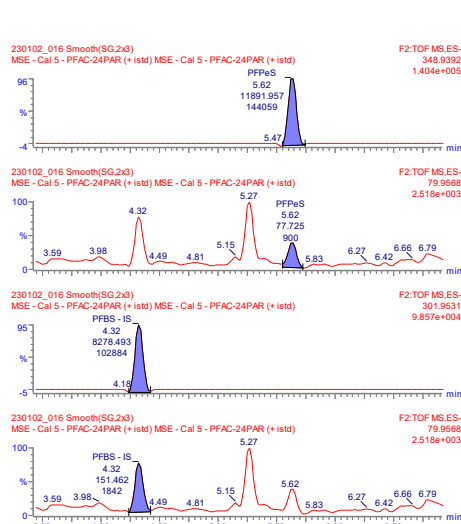 230102_016 Smooth(SG,2x3)
F2:TOF MS,ES-
MSE - Cal 5 - PFAC-24PAR (+ istd) MSE - Cal 5 - PFAC-24PAR (+ istd)
348.9392
1.404e+005
PFPeS
5.62
11891.957
144059
5.47
96
%
-4
min
230102_016 Smooth(SG,2x3)
F2:TOF MS,ES-
MSE - Cal 5 - PFAC-24PAR (+ istd) MSE - Cal 5 - PFAC-24PAR (+ istd)
79.9568
2.518e+003
100
%
0
3.59
3.98
4.32
4.49
4.81
5.15
5.27
PFPeS
5.62
77.725
900
5.83
6.27
6.42
6.66
6.79
min
230102_016 Smooth(SG,2x3)
F2:TOF MS,ES-
MSE - Cal 5 - PFAC-24PAR (+ istd) MSE - Cal 5 - PFAC-24PAR (+ istd)
301.9531
9.857e+004
PFBS - IS
4.32
8278.493
102884
4.18
95
%
-5
min
230102_016 Smooth(SG,2x3)
F2:TOF MS,ES-
MSE - Cal 5 - PFAC-24PAR (+ istd) MSE - Cal 5 - PFAC-24PAR (+ istd)
79.9568
2.518e+003
100
%
0
3.59
3.98
PFBS - IS
4.32
151.462
1842
4.49
4.81
5.15
5.27
5.62
5.83
6.27
6.42
6.66
6.79
min